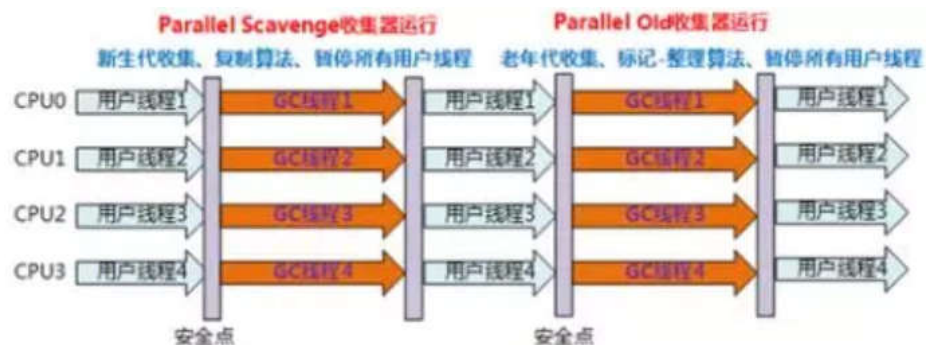 Parallel Scavenge收集器运行 Parallel Old收集器运行
新生代收集、复制算法、暂停所有用户线程 老年代收集、标记-整理算法、暂停所有用户线程
CPU0 用户线程1 GC线程1 用户线程1 GC线程1 用户线程1
CPU1 用户线程2 GC线程2 用户线程2 GC线程2 用户线程2
CPU2 用户线程3 GC线程3 用户线程3 GC线程3 用户线程3
CPU3 用户线程4 GC线程4 用户线程4 GC线程4 用户线程4
安全点 安全点